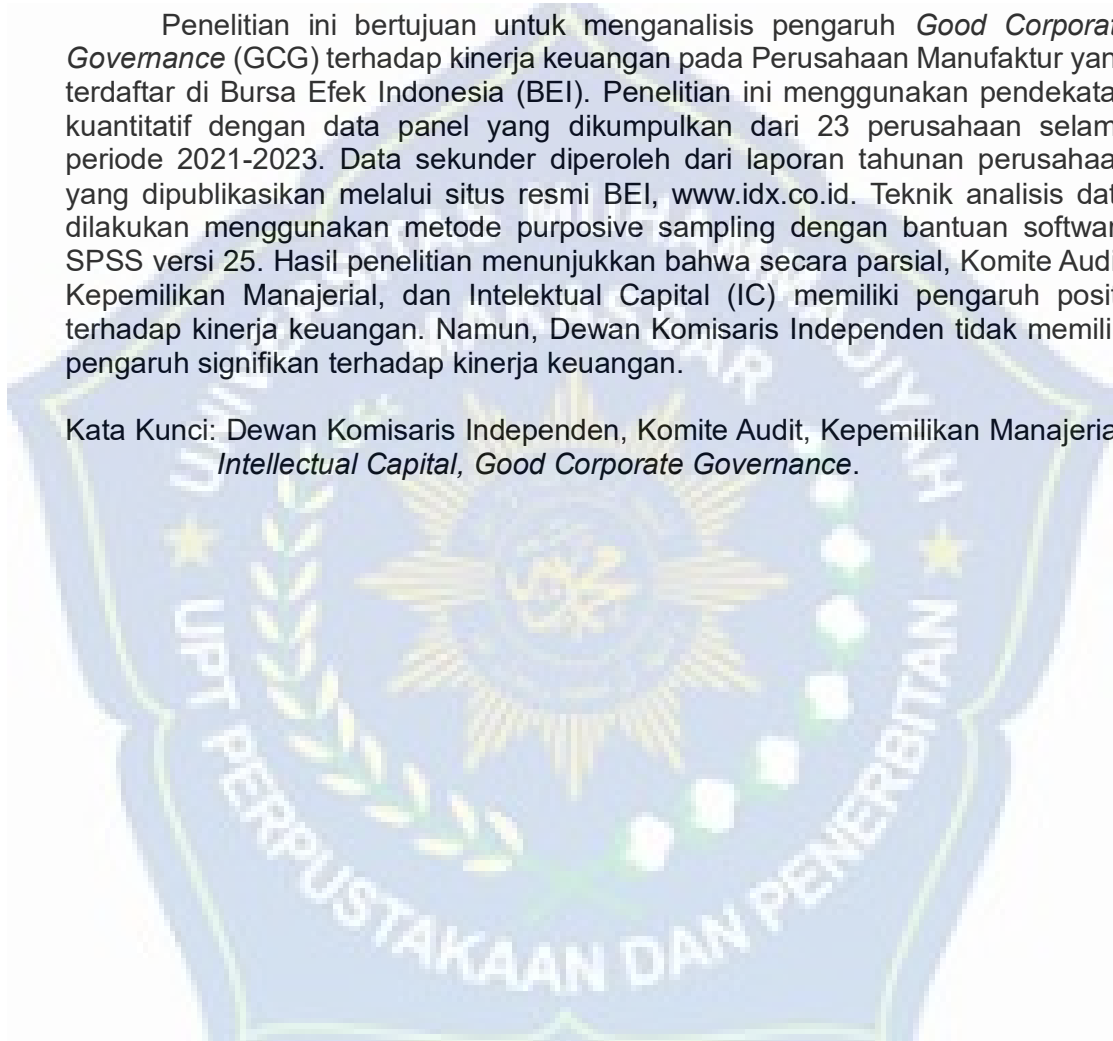 Penelitian ini bertujuan untuk menganalisis pengaruh Good Corporat
Governance (GCG) terhadap kinerja keuangan pada Perusahaan Manufaktur yan
terdaftar di Bursa Efek Indonesia (BEI). Penelitian ini menggunakan pendekata
kuantitatif dengan data panel yang dikumpulkan dari 23 perusahaan selam
periode 2021-2023. Data sekunder diperoleh dari laporan tahunan perusahaa
yang dipublikasikan melalui situs resmi BEI, www.idx.co.id. Teknik analisis dat
dilakukan menggunakan metode purposive sampling dengan bantuan softwar
SPSS versi 25. Hasil penelitian menunjukkan bahwa secara parsial, Komite Audi
Kepemilikan Manajerial, dan Intelektual Capital (IC) memiliki pengaruh posit
terhadap kinerja keuangan. Namun, Dewan Komisaris Independen tidak memili
pengaruh signifikan terhadap kinerja keuangan.
Kata Kunci: Dewan Komisaris Independen, Komite Audit, Kepemilikan Manajeria
Intellectual Capital, Good Corporate Governance.
UNIVERSITAS MUHAMMADIYAH
MAKASSAR
UPT PERPUSTAKAAN DAN PENERBITAN